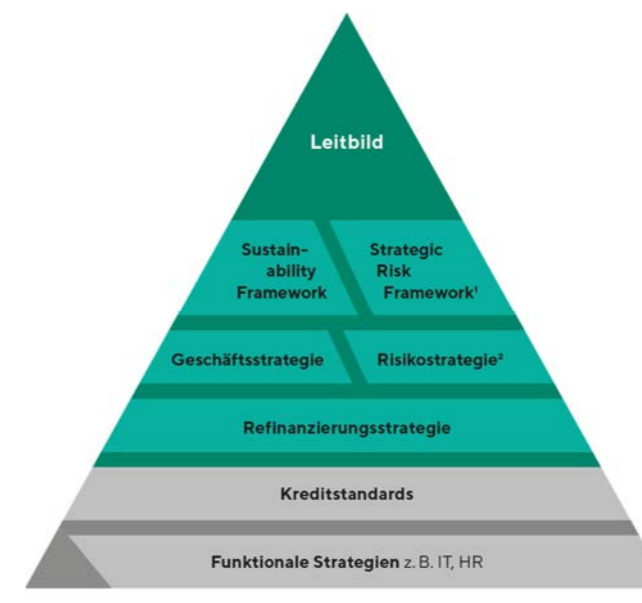 Leitbild
Sustain-
ability
Framework
Strategic
Risk
Framework¹
Geschäftsstrategie
Risikostrategie²
Refinanzierungsstrategie
Kreditstandards
Funktionale Strategien z. B. IT, HR